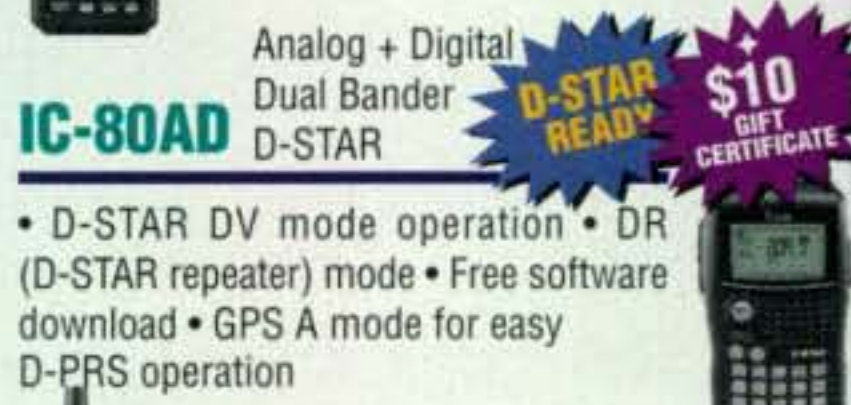 Analog + Digital
Dual Bander
D-STAR
IC-80AD
D-STAR
READY
+
$10
GIFT
CERTIFICATE
• D-STAR DV mode operation • DR
(D-STAR repeater) mode • Free software
download • GPS A mode for easy
D-PRS operation